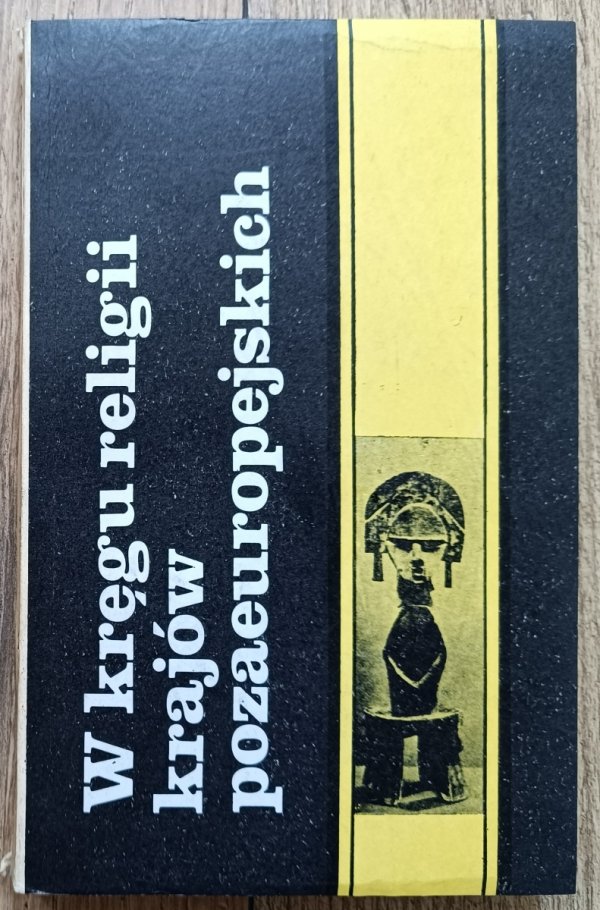 W kręgu religii
krajów
pozaeuropejskich